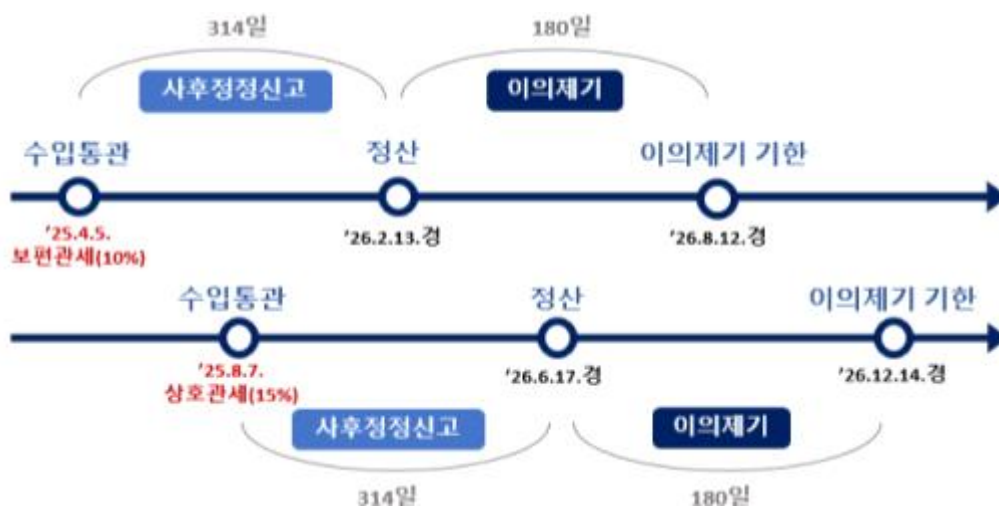 314일 180일
사후정정신고 이의제기
수입통관 정산 이의제기 기한
'25.4.5. '26.2.13.경 '26.8.12.경
보편관세(10%)
수입통관 정산 이의제기 기한
'25.8.7. '26.6.17.경 '26.12.14.경
상호관세(15%)
사후정정신고 이의제기
314일 180일